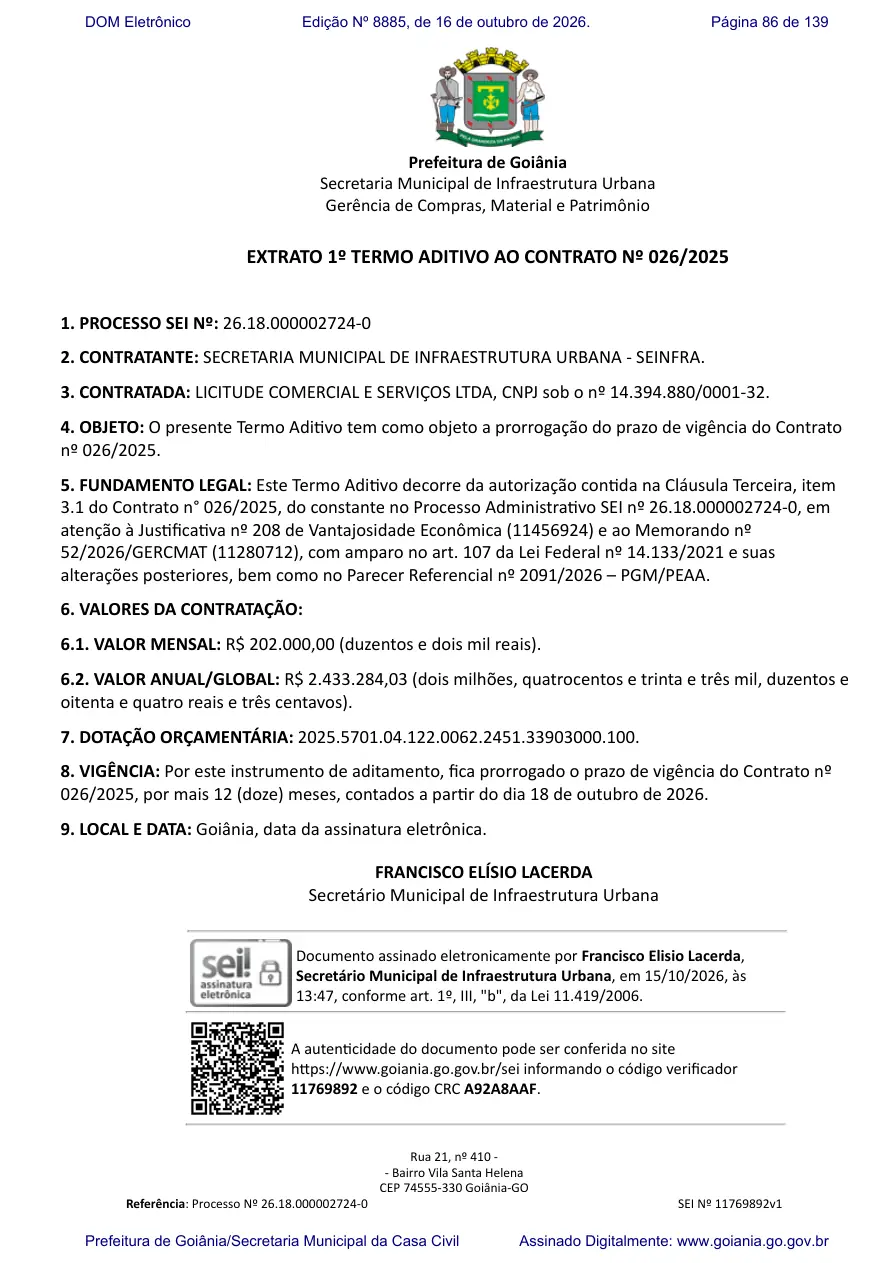 DOM Eletrônico Edição Nº 8885, de 16 de outubro de 2026. Página 86 de 139
PELA GRANDEZA DA PÁTRIA
Prefeitura de Goiânia
Secretaria Municipal de Infraestrutura Urbana
Gerência de Compras, Material e Patrimônio
EXTRATO 1º TERMO ADITIVO AO CONTRATO Nº 026/2025
1. PROCESSO SEI Nº: 26.18.000002724-0
2. CONTRATANTE: SECRETARIA MUNICIPAL DE INFRAESTRUTURA URBANA - SEINFRA.
3. CONTRATADA: LICITUDE COMERCIAL E SERVIÇOS LTDA, CNPJ sob o nº 14.394.880/0001-32.
4. OBJETO: O presente Termo Aditivo tem como objeto a prorrogação do prazo de vigência do Contrato
nº 026/2025.
5. FUNDAMENTO LEGAL: Este Termo Aditivo decorre da autorização contida na Cláusula Terceira, item
3.1 do Contrato n° 026/2025, do constante no Processo Administrativo SEI nº 26.18.000002724-0, em
atenção à Justificativa nº 208 de Vantajosidade Econômica (11456924) e ao Memorando nº
52/2026/GERCMAT (11280712), com amparo no art. 107 da Lei Federal nº 14.133/2021 e suas
alterações posteriores, bem como no Parecer Referencial nº 2091/2026 – PGM/PEAA.
6. VALORES DA CONTRATAÇÃO:
6.1. VALOR MENSAL: R$ 202.000,00 (duzentos e dois mil reais).
6.2. VALOR ANUAL/GLOBAL: R$ 2.433.284,03 (dois milhões, quatrocentos e trinta e três mil, duzentos e
oitenta e quatro reais e três centavos).
7. DOTAÇÃO ORÇAMENTÁRIA: 2025.5701.04.122.0062.2451.33903000.100.
8. VIGÊNCIA: Por este instrumento de aditamento, fica prorrogado o prazo de vigência do Contrato nº
026/2025, por mais 12 (doze) meses, contados a partir do dia 18 de outubro de 2026.
9. LOCAL E DATA: Goiânia, data da assinatura eletrônica.
FRANCISCO ELÍSIO LACERDA
Secretário Municipal de Infraestrutura Urbana
sei!
assinatura
eletrônica
Documento assinado eletronicamente por Francisco Elisio Lacerda,
Secretário Municipal de Infraestrutura Urbana, em 15/10/2026, às
13:47, conforme art. 1º, III, "b", da Lei 11.419/2006.
A autenticidade do documento pode ser conferida no site
https://www.goiania.go.gov.br/sei informando o código verificador
11769892 e o código CRC A92A8AAF.
Rua 21, nº 410 -
- Bairro Vila Santa Helena
CEP 74555-330 Goiânia-GO
Referência: Processo Nº 26.18.000002724-0 SEI Nº 11769892v1
Prefeitura de Goiânia/Secretaria Municipal da Casa Civil Assinado Digitalmente: www.goiania.go.gov.br